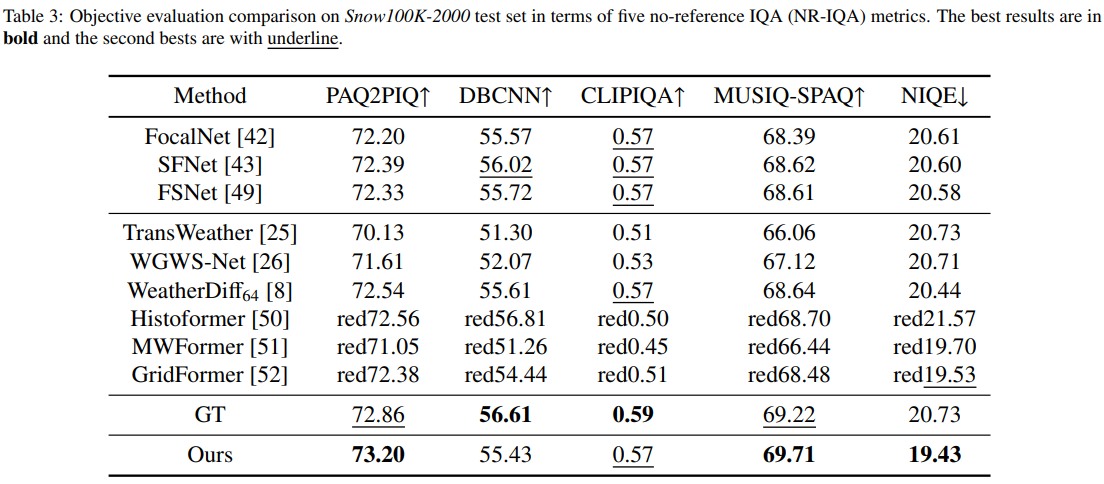 Table 3: Objective evaluation comparison on Snow100K-2000 test set in terms of five no-reference IQA (NR-IQA) metrics. The best results are in
bold and the second bests are with underline.
Method PAQ2PIQ↑ DBCNN↑ CLIPIQA↑ MUSIQ-SPAQ↑ NIQE↓
FocalNet [42] 72.20 55.57 0.57 68.39 20.61
SFNet [43] 72.39 56.02 0.57 68.62 20.60
FSNet [49] 72.33 55.72 0.57 68.61 20.58
TransWeather [25] 70.13 51.30 0.51 66.06 20.73
WGWS-Net [26] 71.61 52.07 0.53 67.12 20.71
WeatherDiff64 [8] 72.54 55.61 0.57 68.64 20.44
Histoformer [50] red72.56 red56.81 red0.50 red68.70 red21.57
MWFormer [51] red71.05 red51.26 red0.45 red66.44 red19.70
GridFormer [52] red72.38 red54.44 red0.51 red68.48 red19.53
GT 72.86 56.61 0.59 69.22 20.73
Ours 73.20 55.43 0.57 69.71 19.43